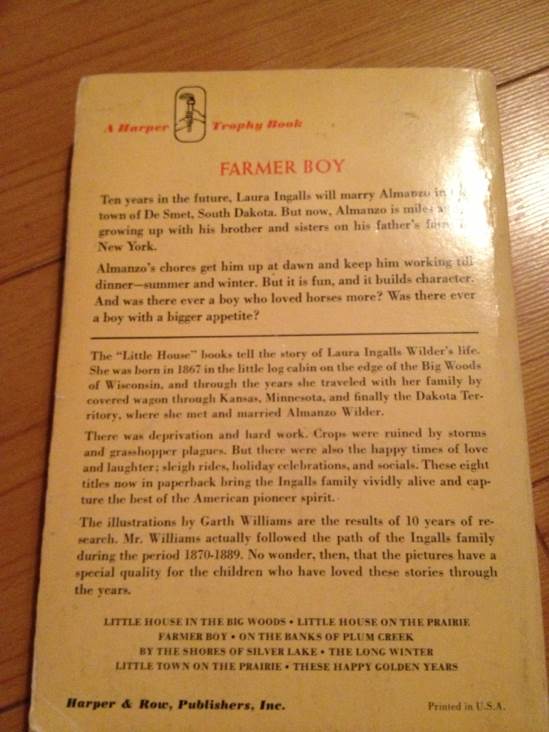 A Harper Trophy Book
FARMER BOY
Ten years in the future, Laura Ingalls will marry Almanzo in
town of De Smet, South Dakota. But now, Almanzo is miles
growing up with his brother and sisters on his father's
New York.
Almanzo's chores get him up at dawn and keep him working till
dinner—summer and winter. But it is fun, and it builds character.
And was there ever a boy who loved horses more? Was there ever
a boy with a bigger appetite?
The "Little House" books tell the story of Laura Ingalls Wilder's life.
She was born in 1867 in the little log cabin on the edge of the Big Woods
of Wisconsin, and through the years she traveled with her family by
covered wagon through Kansas, Minnesota, and finally the Dakota Ter-
ritory, where she met and married Almanzo Wilder.
There was deprivation and hard work. Crops were ruined by storms
and grasshopper plagues. But there were also the happy times of love
and laughter; sleigh rides, holiday celebrations, and socials. These eight
titles now in paperback bring the Ingalls family vividly alive and cap-
ture the best of the American pioneer spirit.
The illustrations by Garth Williams are the results of 10 years of re-
search. Mr. Williams actually followed the path of the Ingalls family
during the period 1870-1889. No wonder, then, that the pictures have a
special quality for the children who have loved these stories through
the years.
LITTLE HOUSE IN THE BIG WOODS • LITTLE HOUSE ON THE PRAIRIE
FARMER BOY • ON THE BANKS OF PLUM CREEK
BY THE SHORES OF SILVER LAKE • THE LONG WINTER
LITTLE TOWN ON THE PRAIRIE • THESE HAPPY GOLDEN YEARS
Harper & Row, Publishers, Inc.
Printed in U.S.A.